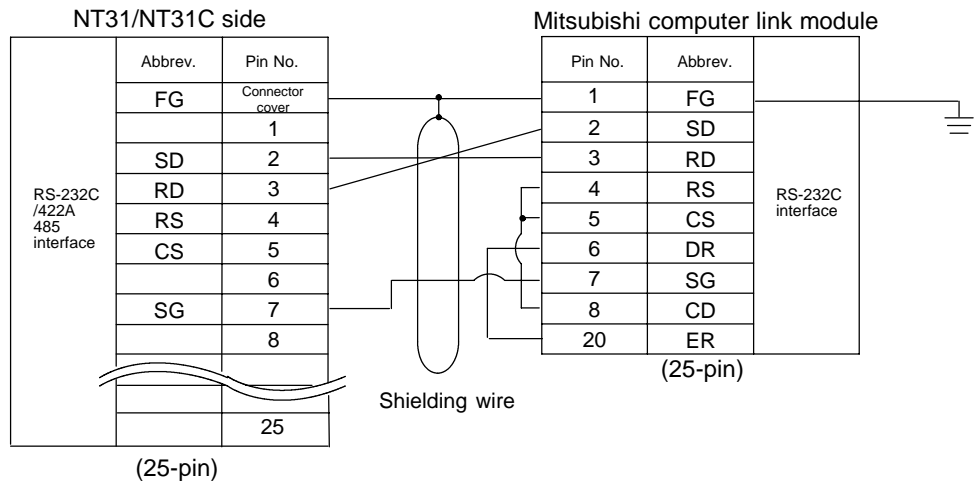 NT31/NT31C side
Mitsubishi computer link module
Abbrev. Pin No.
FG Connector cover
1
SD 2
RD 3
RS 4
CS 5
6
SG 7
8
25
RS-232C
/422A
485
interface
(25-pin)
Shielding wire
Pin No. Abbrev.
1 FG
2 SD
3 RD
4 RS
5 CS
6 DR
7 SG
8 CD
20 ER
RS-232C
interface
(25-pin)